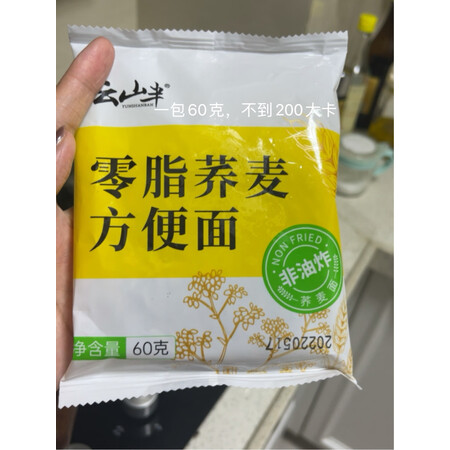 云山半®
YUNSHANBAN
一包60克，不到200大卡
零脂荞麦
方便面
NON FRIED
非油炸
荞麦面
净含量 60克
20220517